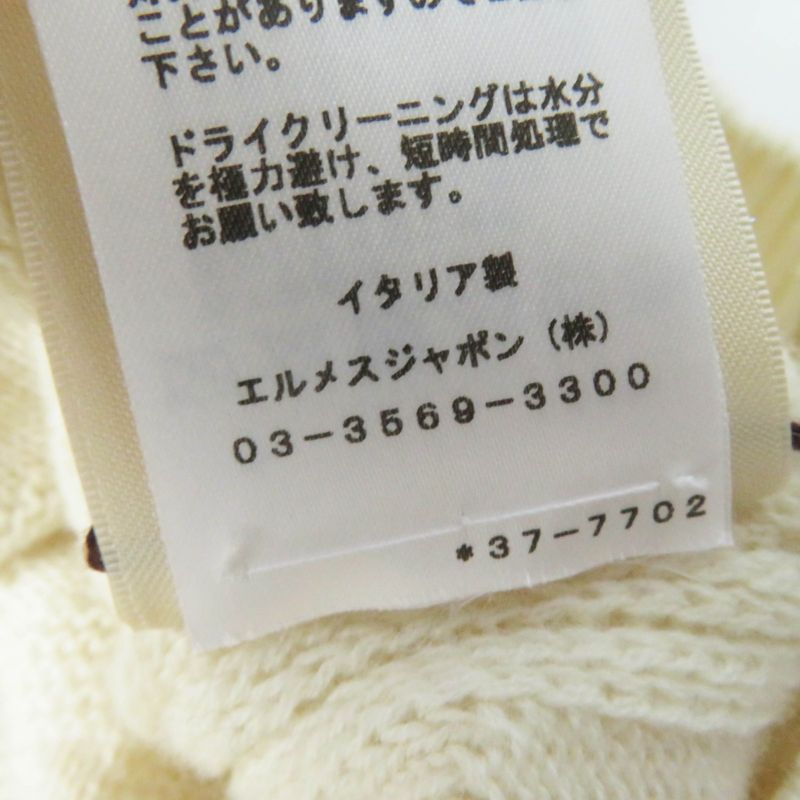 ことがありますのでご
下さい。
ドライクリーニングは水分
を極力避け、短時間処理で
お願い致します。
イタリア製
エルメスジャポン（株）
03-3569-3300
*37-7702